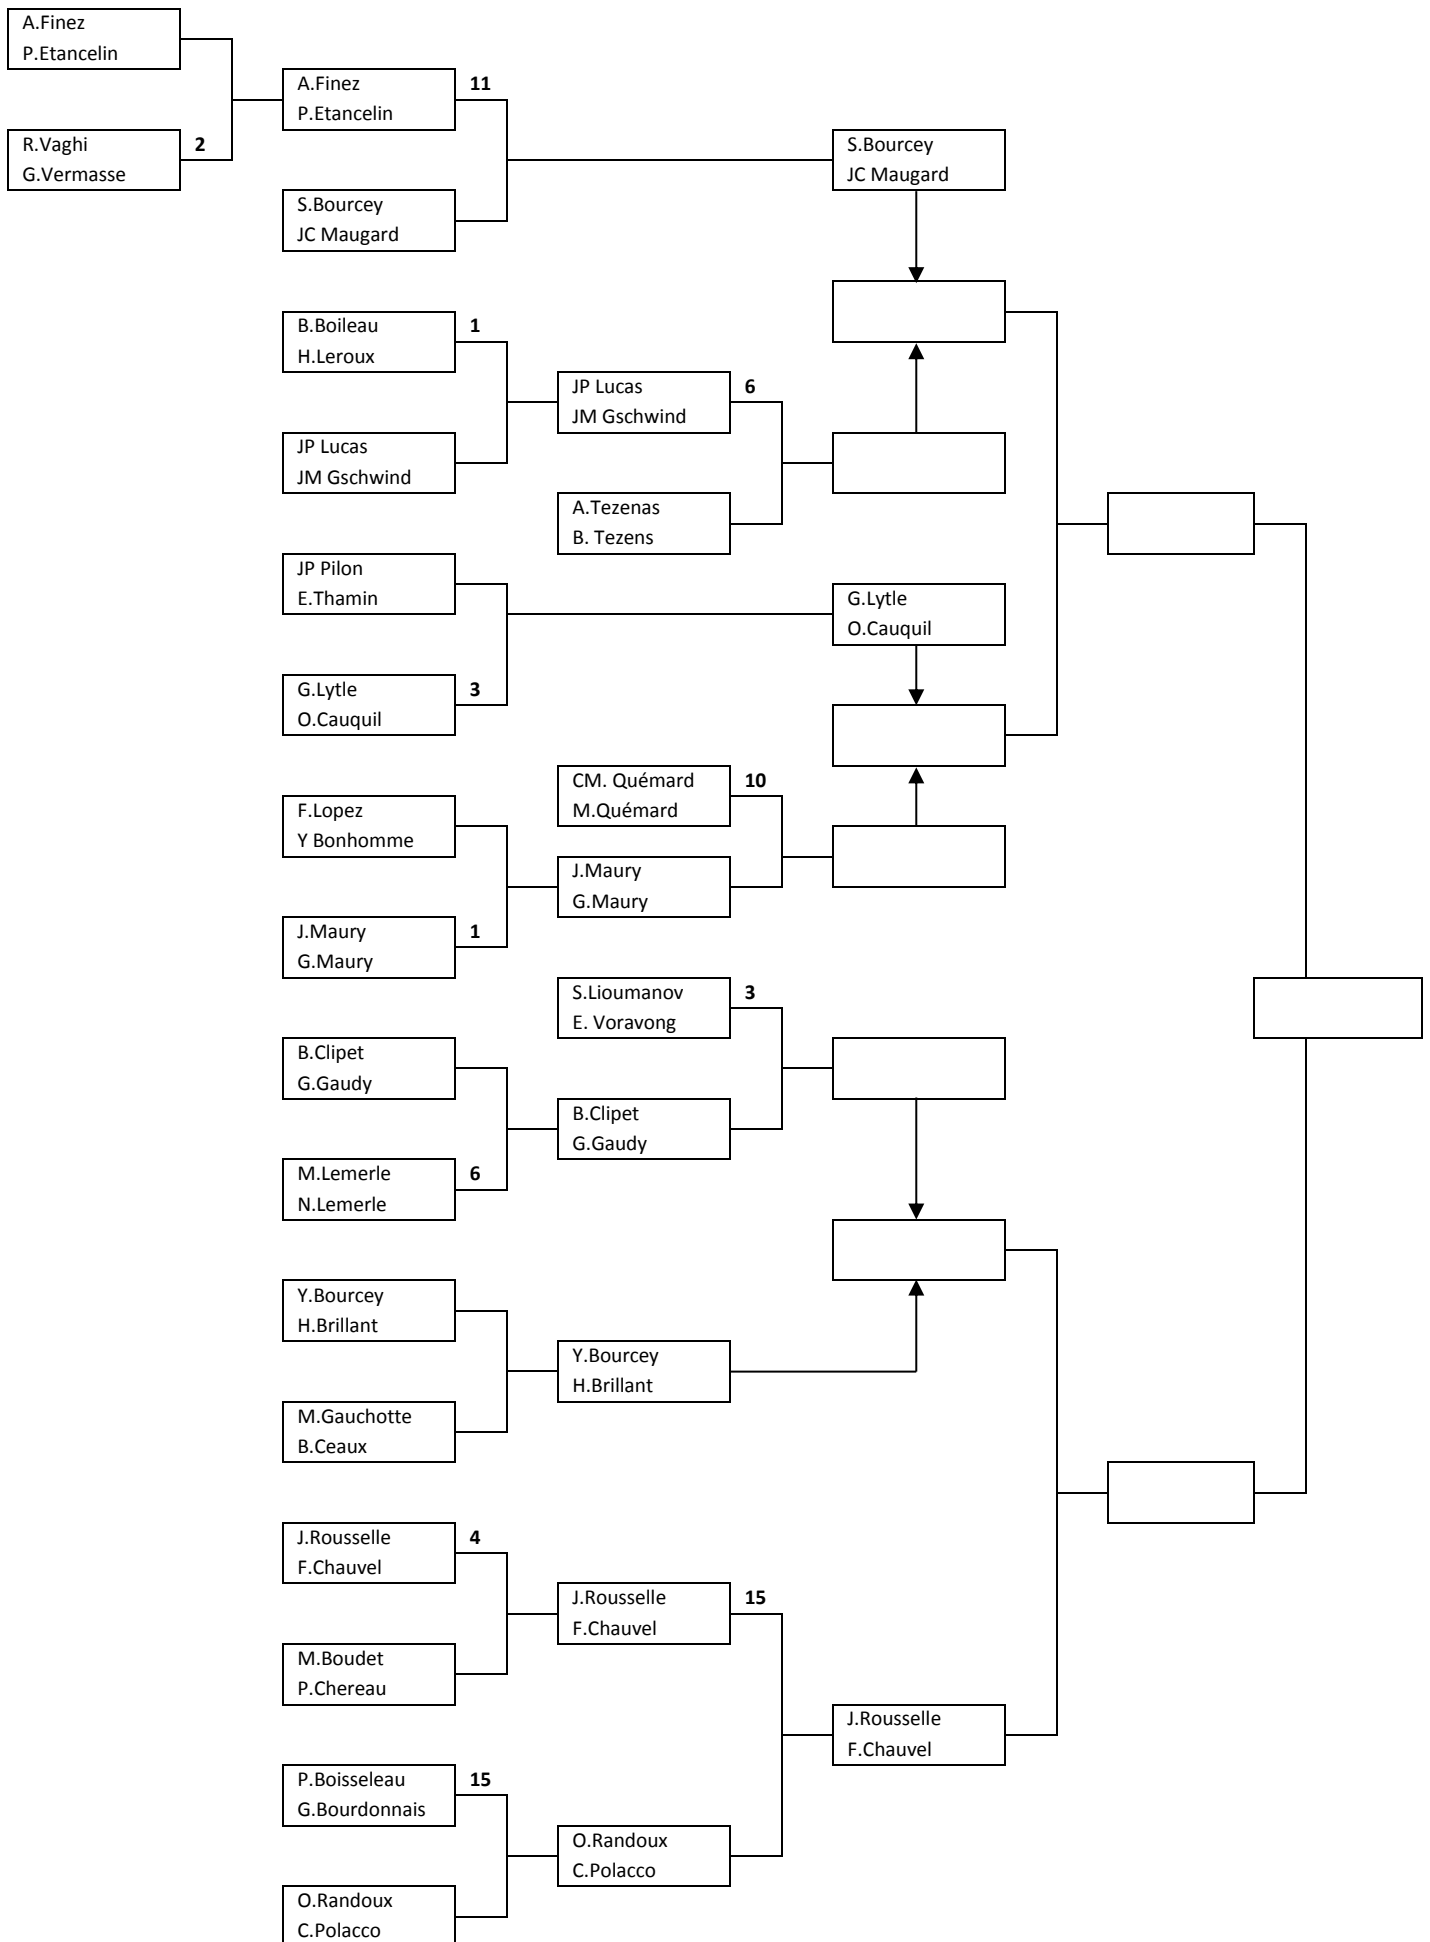 A.Finez
P.Etancelin
R.Vaghi
2
G.Vermasse
A.Finez
11
P.Etancelin
S.Bourcey
JC Maugard
S.Bourcey
JC Maugard
B.Boileau
1
H.Leroux
JP Lucas
JM Gschwind
JP Lucas
6
JM Gschwind
A.Tezenas
B. Tezens
JP Pilon
E.Thamin
G.Lytle
3
O.Cauquil
G.Lytle
O.Cauquil
F.Lopez
Y Bonhomme
J.Maury
1
G.Maury
CM. Quémard
10
M.Quémard
J.Maury
G.Maury
S.Lioumanov
3
E. Voravong
B.Clipet
G.Gaudy
M.Lemerle
6
N.Lemerle
B.Clipet
G.Gaudy
Y.Bourcey
H.Brillant
M.Gauchotte
B.Ceaux
Y.Bourcey
H.Brillant
J.Rousselle
4
F.Chauvel
M.Boudet
P.Chereau
J.Rousselle
15
F.Chauvel
J.Rousselle
F.Chauvel
P.Boisseleau
15
G.Bourdonnais
O.Randoux
C.Polacco
O.Randoux
C.Polacco